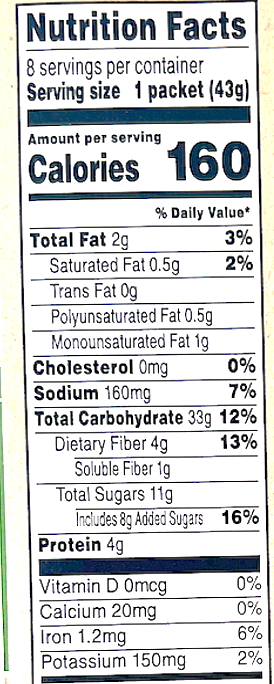 Nutrition Facts
8 servings per container
Serving size 1 packet (43g)
Amount per serving
Calories 160
% Daily Value*
Total Fat 2g 3%
Saturated Fat 0.5g 2%
Trans Fat 0g
Polyunsaturated Fat 0.5g
Monounsaturated Fat 1g
Cholesterol 0mg 0%
Sodium 160mg 7%
Total Carbohydrate 33g 12%
Dietary Fiber 4g 13%
Soluble Fiber 1g
Total Sugars 11g
Includes 8g Added Sugars 16%
Protein 4g
Vitamin D 0mcg 0%
Calcium 20mg 0%
Iron 1.2mg 6%
Potassium 150mg 2%